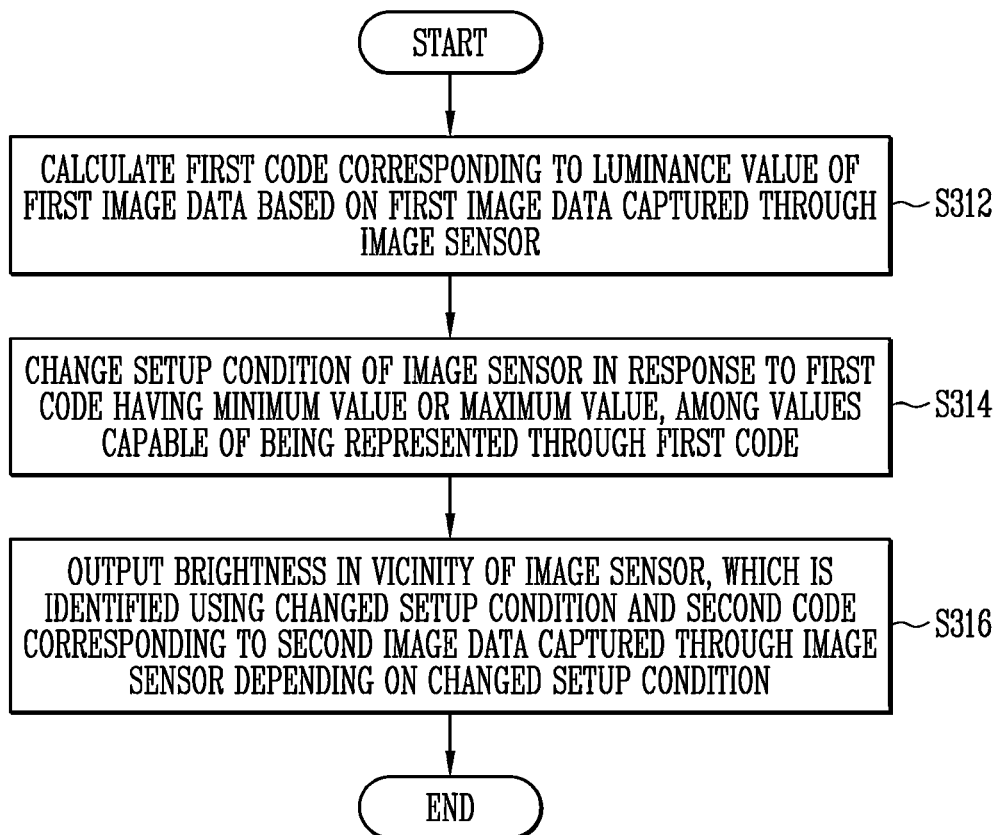 START
CALCULATE FIRST CODE CORRESPONDING TO LUMINANCE VALUE OF
FIRST IMAGE DATA BASED ON FIRST IMAGE DATA CAPTURED THROUGH
IMAGE SENSOR
S312
CHANGE SETUP CONDITION OF IMAGE SENSOR IN RESPONSE TO FIRST
CODE HAVING MINIMUM VALUE OR MAXIMUM VALUE, AMONG VALUES
CAPABLE OF BEING REPRESENTED THROUGH FIRST CODE
S314
OUTPUT BRIGHTNESS IN VICINITY OF IMAGE SENSOR, WHICH IS
IDENTIFIED USING CHANGED SETUP CONDITION AND SECOND CODE
CORRESPONDING TO SECOND IMAGE DATA CAPTURED THROUGH IMAGE
SENSOR DEPENDING ON CHANGED SETUP CONDITION
S316
END